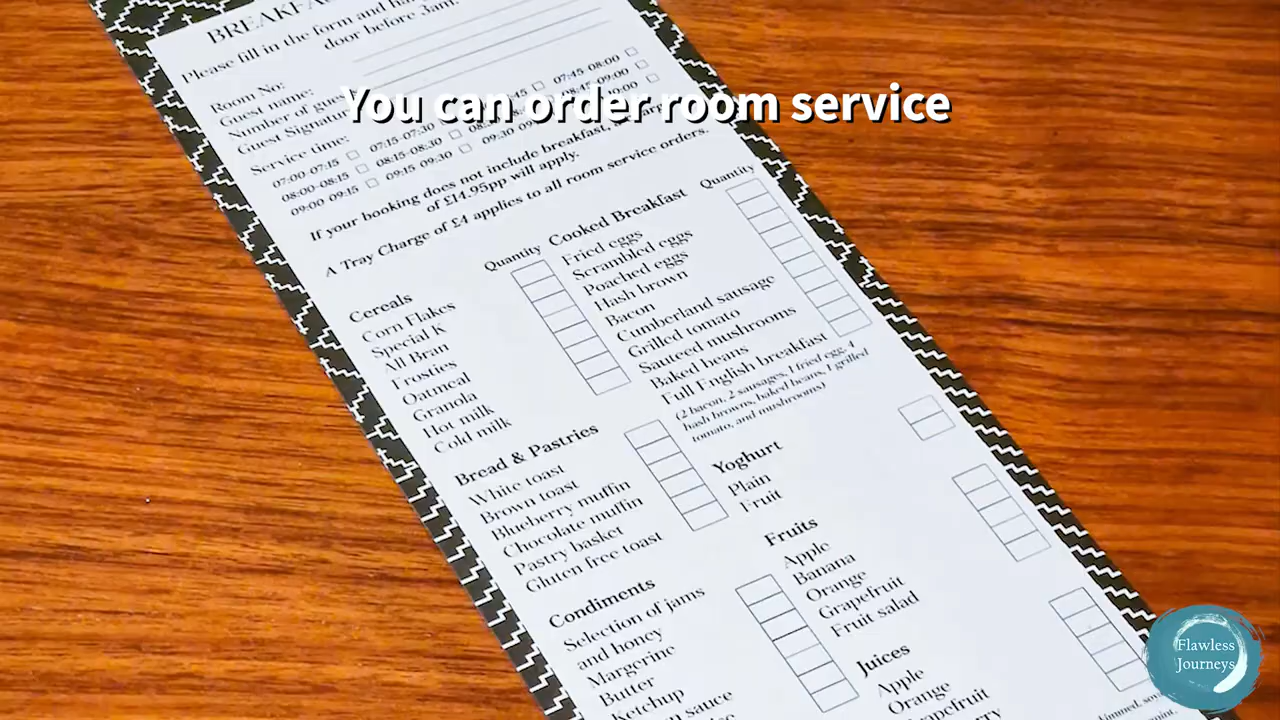 BREAKFA
Please fill in the form and
door before 3am.
Room No:
Guest name:
Number of
Guest
Service time:
07:00-07:15 07:15-07:30 07:45-08:00
08:00-08:15 08:15-08:30
09:00-09:15 09:15-09:30
You can order room service
If your booking does not include breakfast,
of £14.95pp will apply.
A Tray Charge of £4 applies to all room service orders.
Cereals Quantity
Corn Flakes
Special K
All Bran
Frosties
Oatmeal
Granola
Hot milk
Cold milk
Bread & Pastries
White toast
Brown toast
Blueberry muffin
Chocolate muffin
Pastry basket
Gluten free toast
Condiments
Selection of jams
and honey
Margerine
Butter
Ketchup
sauce
Cooked Breakfast Quantity
Fried eggs
Scrambled eggs
Poached eggs
Hash brown
Bacon
Cumberland sausage
Grilled tomato
Sauteed mushrooms
Baked beans
Full English breakfast
(2 bacon, 2 sausages, 1 fried egg, 1
hash browns, baked beans, 1 grilled
tomato, and mushrooms)
Yoghurt
Plain
Fruit
Fruits
Apple
Banana
Orange
Grapefruit
Fruit salad
Juices
Apple
Orange
Grapefruit
Flawless
Journeys